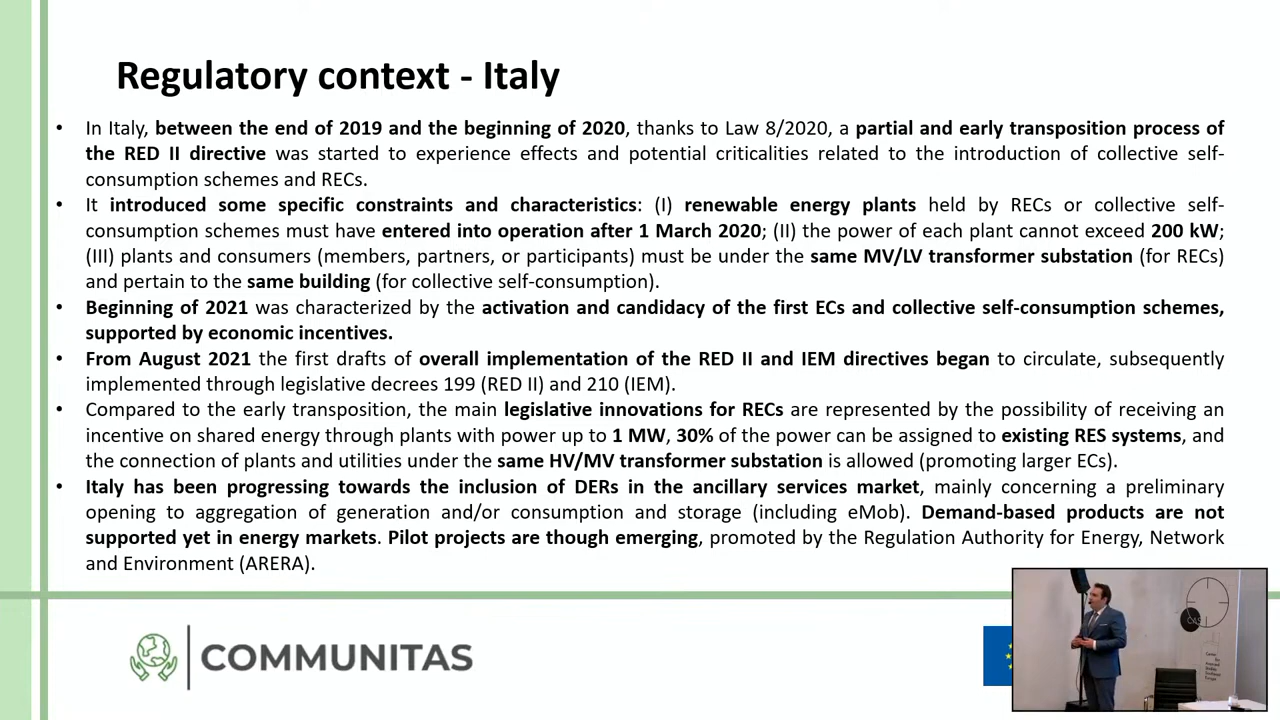 Regulatory context - Italy
• In Italy, between the end of 2019 and the beginning of 2020, thanks to Law 8/2020, a partial and early transposition process of
the RED II directive was started to experience effects and potential criticalities related to the introduction of collective self-
consumption schemes and RECs.
• It introduced some specific constraints and characteristics: (I) renewable energy plants held by RECs or collective self-
consumption schemes must have entered into operation after 1 March 2020; (II) the power of each plant cannot exceed 200 kW;
(III) plants and consumers (members, partners, or participants) must be under the same MV/LV transformer substation (for RECs)
and pertain to the same building (for collective self-consumption).
• Beginning of 2021 was characterized by the activation and candidacy of the first ECs and collective self-consumption schemes,
supported by economic incentives.
• From August 2021 the first drafts of overall implementation of the RED II and IEM directives began to circulate, subsequently
implemented through legislative decrees 199 (RED II) and 210 (IEM).
• Compared to the early transposition, the main legislative innovations for RECs are represented by the possibility of receiving an
incentive on shared energy through plants with power up to 1 MW, 30% of the power can be assigned to existing RES systems, and
the connection of plants and utilities under the same HV/MV transformer substation is allowed (promoting larger ECs).
• Italy has been progressing towards the inclusion of DERs in the ancillary services market, mainly concerning a preliminary
opening to aggregation of generation and/or consumption and storage (including eMob). Demand-based products are not
supported yet in energy markets. Pilot projects are though emerging, promoted by the Regulation Authority for Energy, Network
and Environment (ARERA).
COMMUNITAS